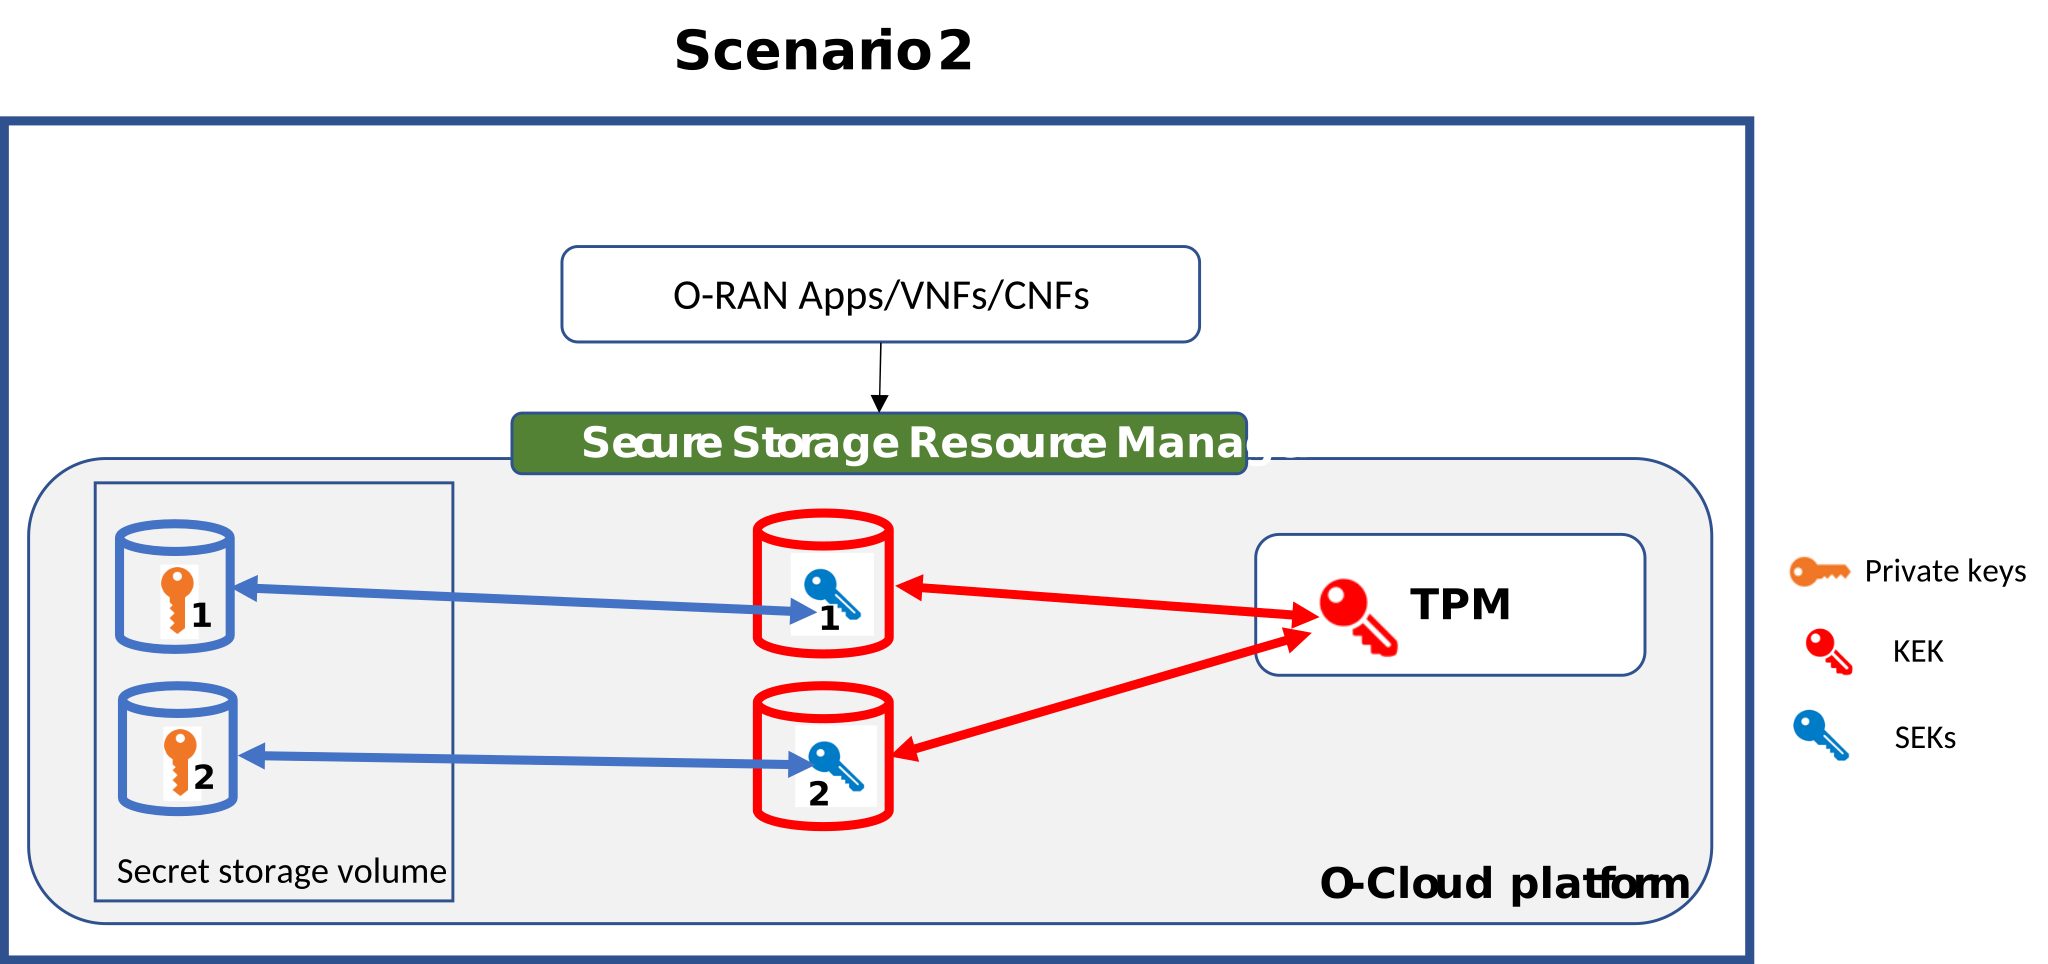 Scenario 2
O-RAN Apps/VNFs/CNFs
Secure Storage Resource Manag
1
1
TPM
2
2
Secret storage volume
O-Cloud platform
Private keys
KEK
SEKs